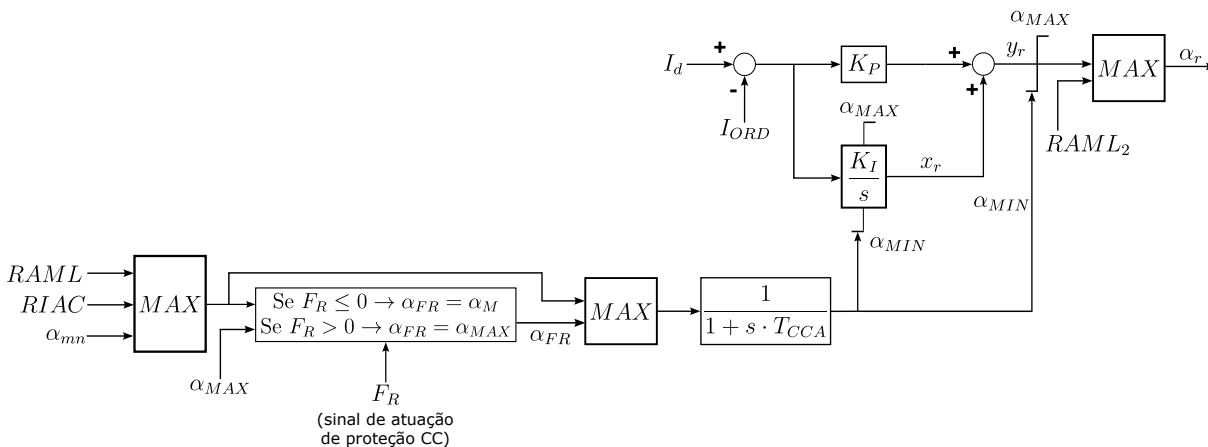 α_MAX
y_r
I_d
+
-
I_ORD
K_P
+
+
MAX
α_r
RAML_2
α_MAX
K_I
s
x_r
α_MIN
α_MIN
RAML
RIAC
α_mn
MAX
α_MAX
Se F_R ≤ 0 → α_FR = α_M
Se F_R > 0 → α_FR = α_MAX
α_FR
F_R
(sinal de atuação
de proteção CC)
MAX
1
1 + s · T_CCA